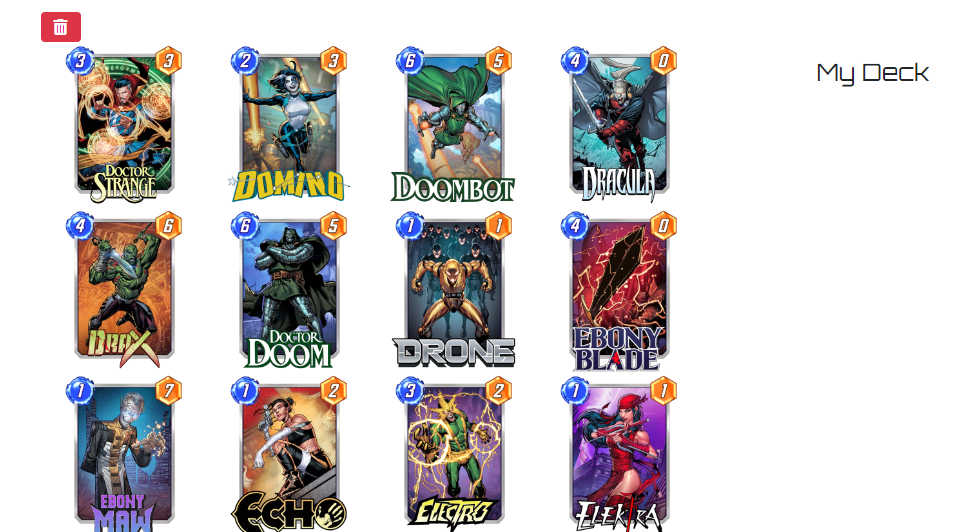 My Deck
3 3
DOCTOR
STRANGE
2 3
DOMINO
6 5
DOOMBOT
4 0
DRACULA
4 6
DRAX
6 5
DOCTOR
DOOM
1 1
DRONE
4 0
EBONY
BLADE
1 7
EBONY
MAW
1 2
ECHO
3 2
ELECTRO
1 1
ELEKTRA